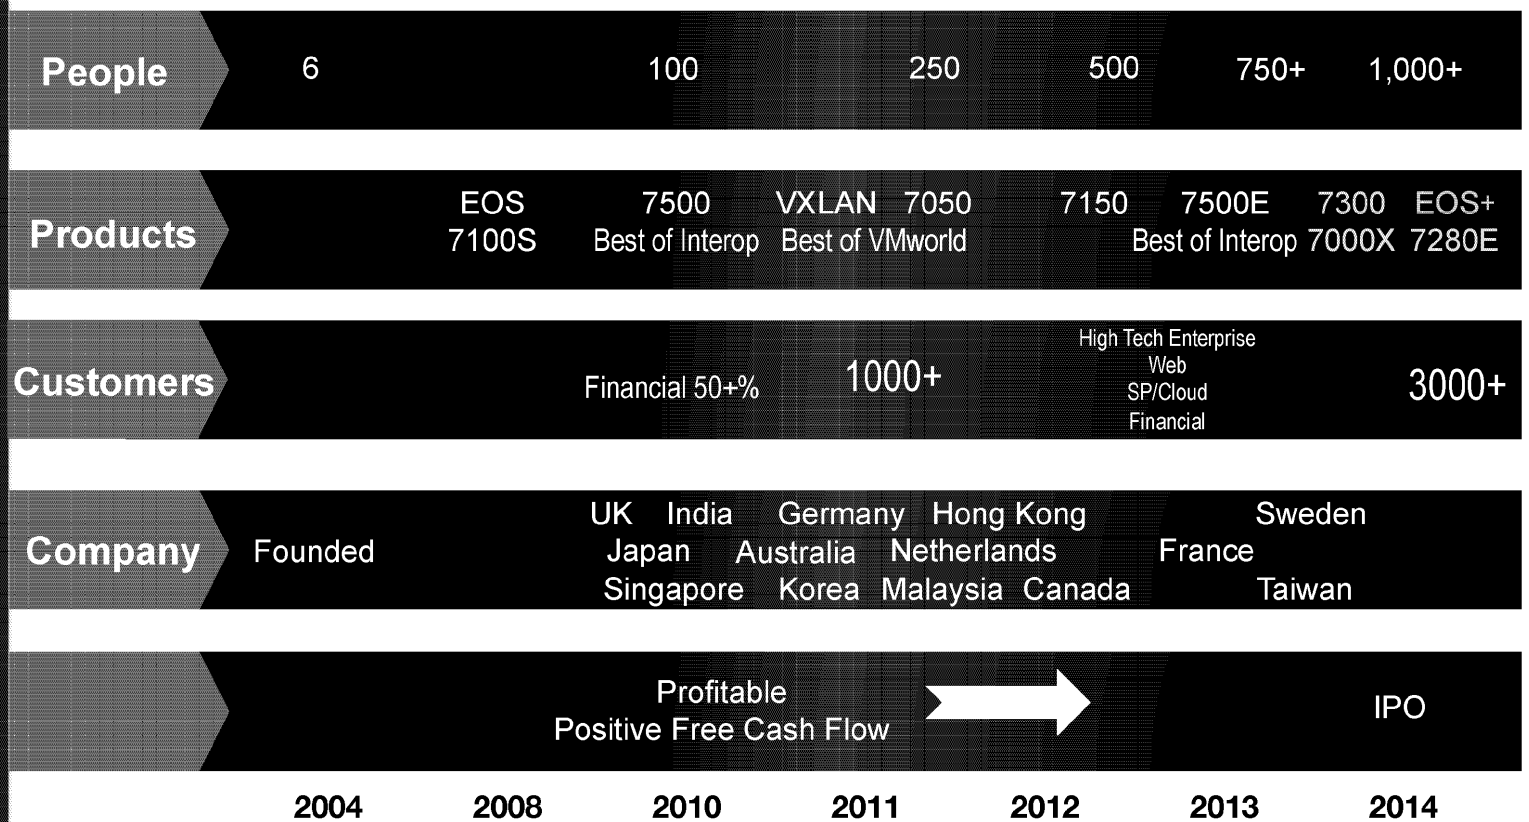 People 6 100 250 500 750+ 1,000+
EOS 7500 VXLAN 7050 7150 7500E 7300 EOS+
Products
7100S Best of Interop Best of VMworld Best of Interop 7000X 7280E
High Tech Enterprise
Web
Customers Financial 50+% 1000+ SP/Cloud 3000+
Financial
UK India Germany Hong Kong Sweden
Company Founded Japan Australia Netherlands France
Singapore Korea Malaysia Canada Taiwan
Profitable
IPO
Positive Free Cash Flow
2004 2008 2010 2011 2012 2013 2014